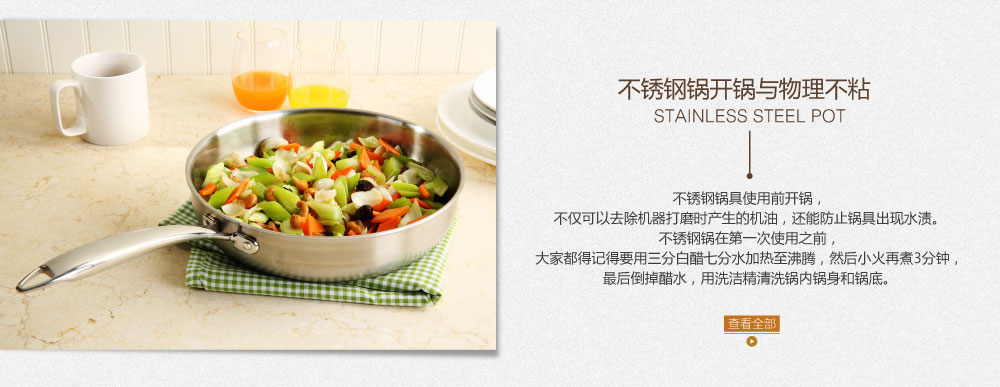 不锈钢锅开锅与物理不粘
STAINLESS STEEL POT
不锈钢锅具使用前开锅，
不仅可以去除机器打磨时产生的机油，还能防止锅具出现水渍。
不锈钢锅在第一次使用之前，
大家都得记得要用三分白醋七分水加热至沸腾，然后小火再煮3分钟，
最后倒掉醋水，用洗洁精清洗锅内锅身和锅底。
查看全部